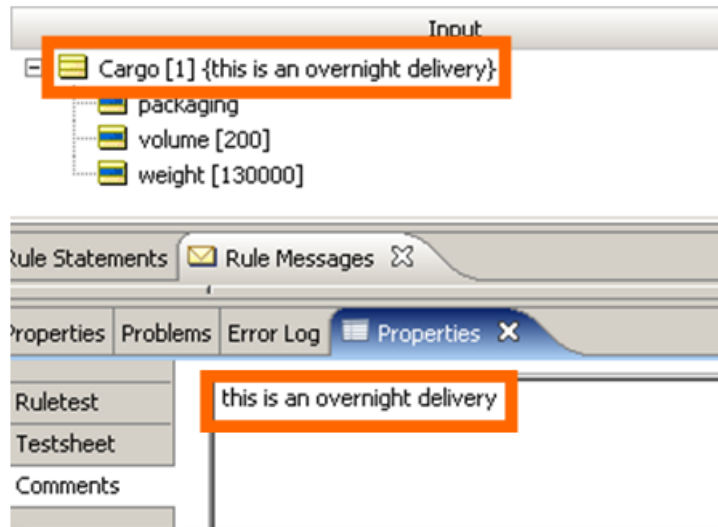 Input
Cargo [1] {this is an overnight delivery}
packaging
volume [200]
weight [130000]
Rule Statements Rule Messages
Properties Problems Error Log Properties
Ruletest
this is an overnight delivery
Testsheet
Comments